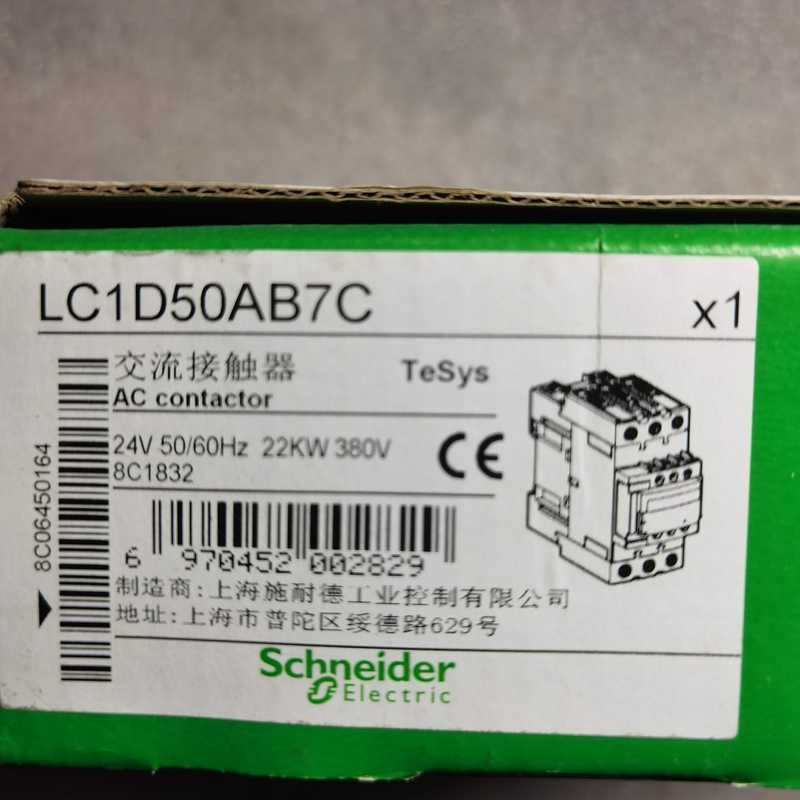 LC1D50AB7C
x1
交流接触器
TeSys
AC contactor
24V 50/60Hz 22KW 380V
8C1832
CE
8C06450164
6 970452 002829
制造商:上海施耐德工业控制有限公司
地址:上海市普陀区绥德路629号
Schneider
Electric